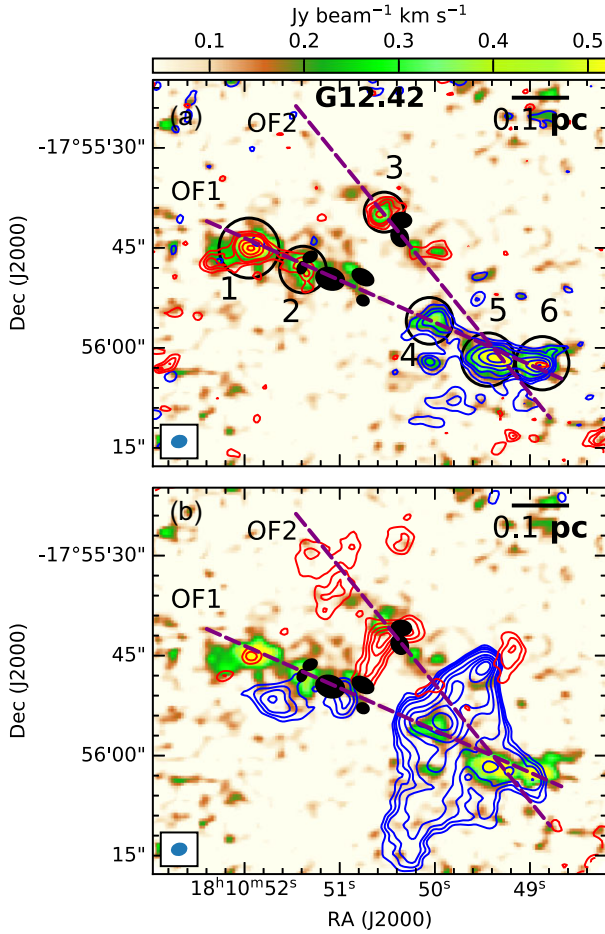 Jy beam⁻¹ km s⁻¹
0.1 0.2 0.3 0.4 0.5
(a) G12.42
0.1 pc
OF2
OF1
3
1 2 4 5 6
-17°55'30"
45"
56'00"
15"
Dec (J2000)
(b)
0.1 pc
OF2
OF1
-17°55'30"
45"
56'00"
15"
Dec (J2000)
18ʰ10ᵐ52ˢ 51ˢ 50ˢ 49ˢ
RA (J2000)